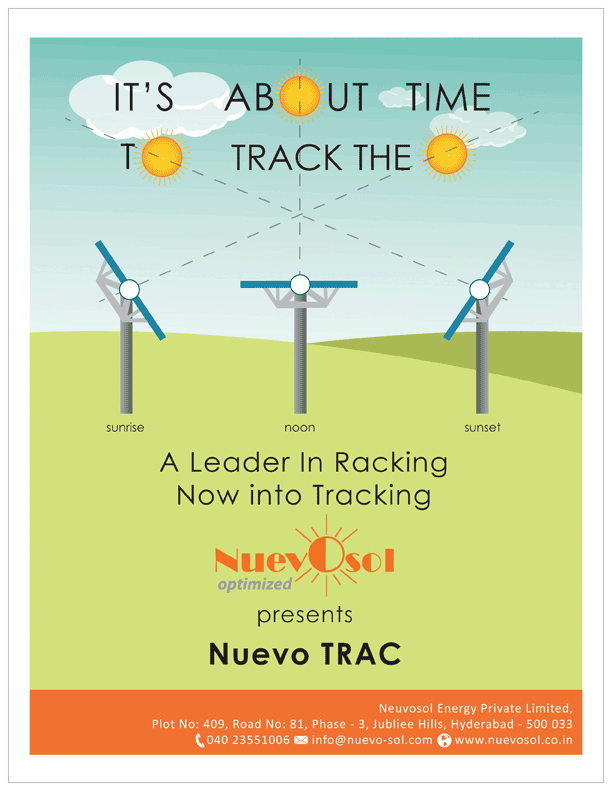 IT'S ABOUT TIME
TO TRACK THE
sunrise noon sunset
A Leader In Racking
Now into Tracking
NuevOsol
optimized
presents
Nuevo TRAC
Neuvosol Energy Private Limited,
Plot No: 409, Road No: 81, Phase - 3, Jubliee Hills, Hyderabad - 500 033
040 23551006 info@nuevo-sol.com www.nuevosol.co.in